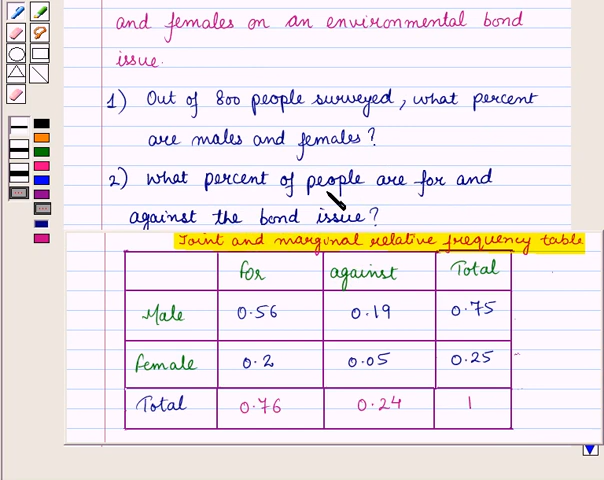 and females on an environmental bond
issue.
1) Out of 800 people surveyed, what percent
are males and females?
2) What percent of people are for and
against the bond issue?
Joint and marginal relative frequency table
for against Total
Male 0.56 0.19 0.75
female 0.2 0.05 0.25
Total 0.76 0.24 1